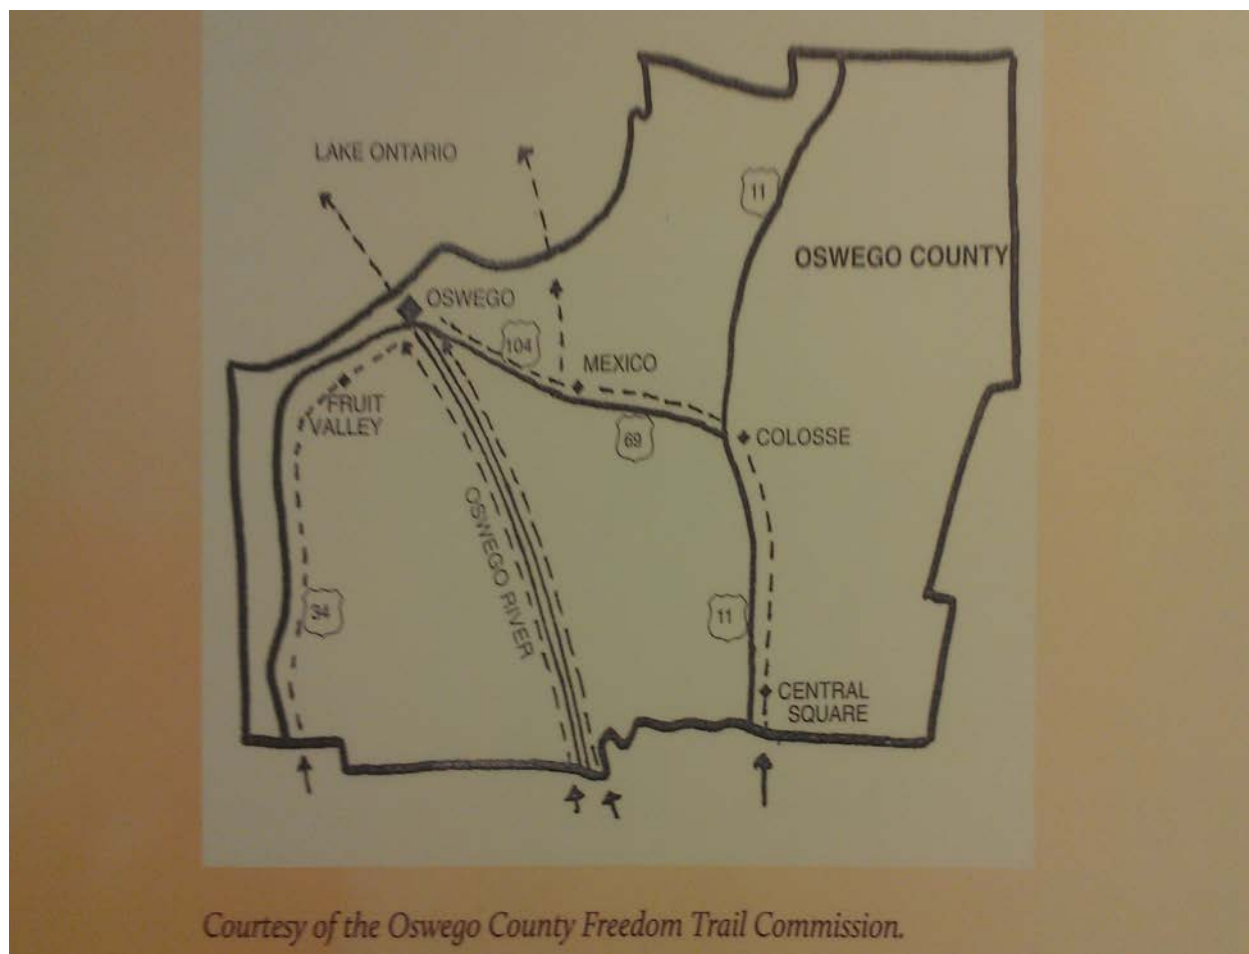 LAKE ONTARIO
11
OSWEGO COUNTY
OSWEGO
104
MEXICO
FRUIT
VALLEY
69
COLOSSE
OSWEGO RIVER
34
11
CENTRAL
SQUARE
Courtesy of the Oswego County Freedom Trail Commission.